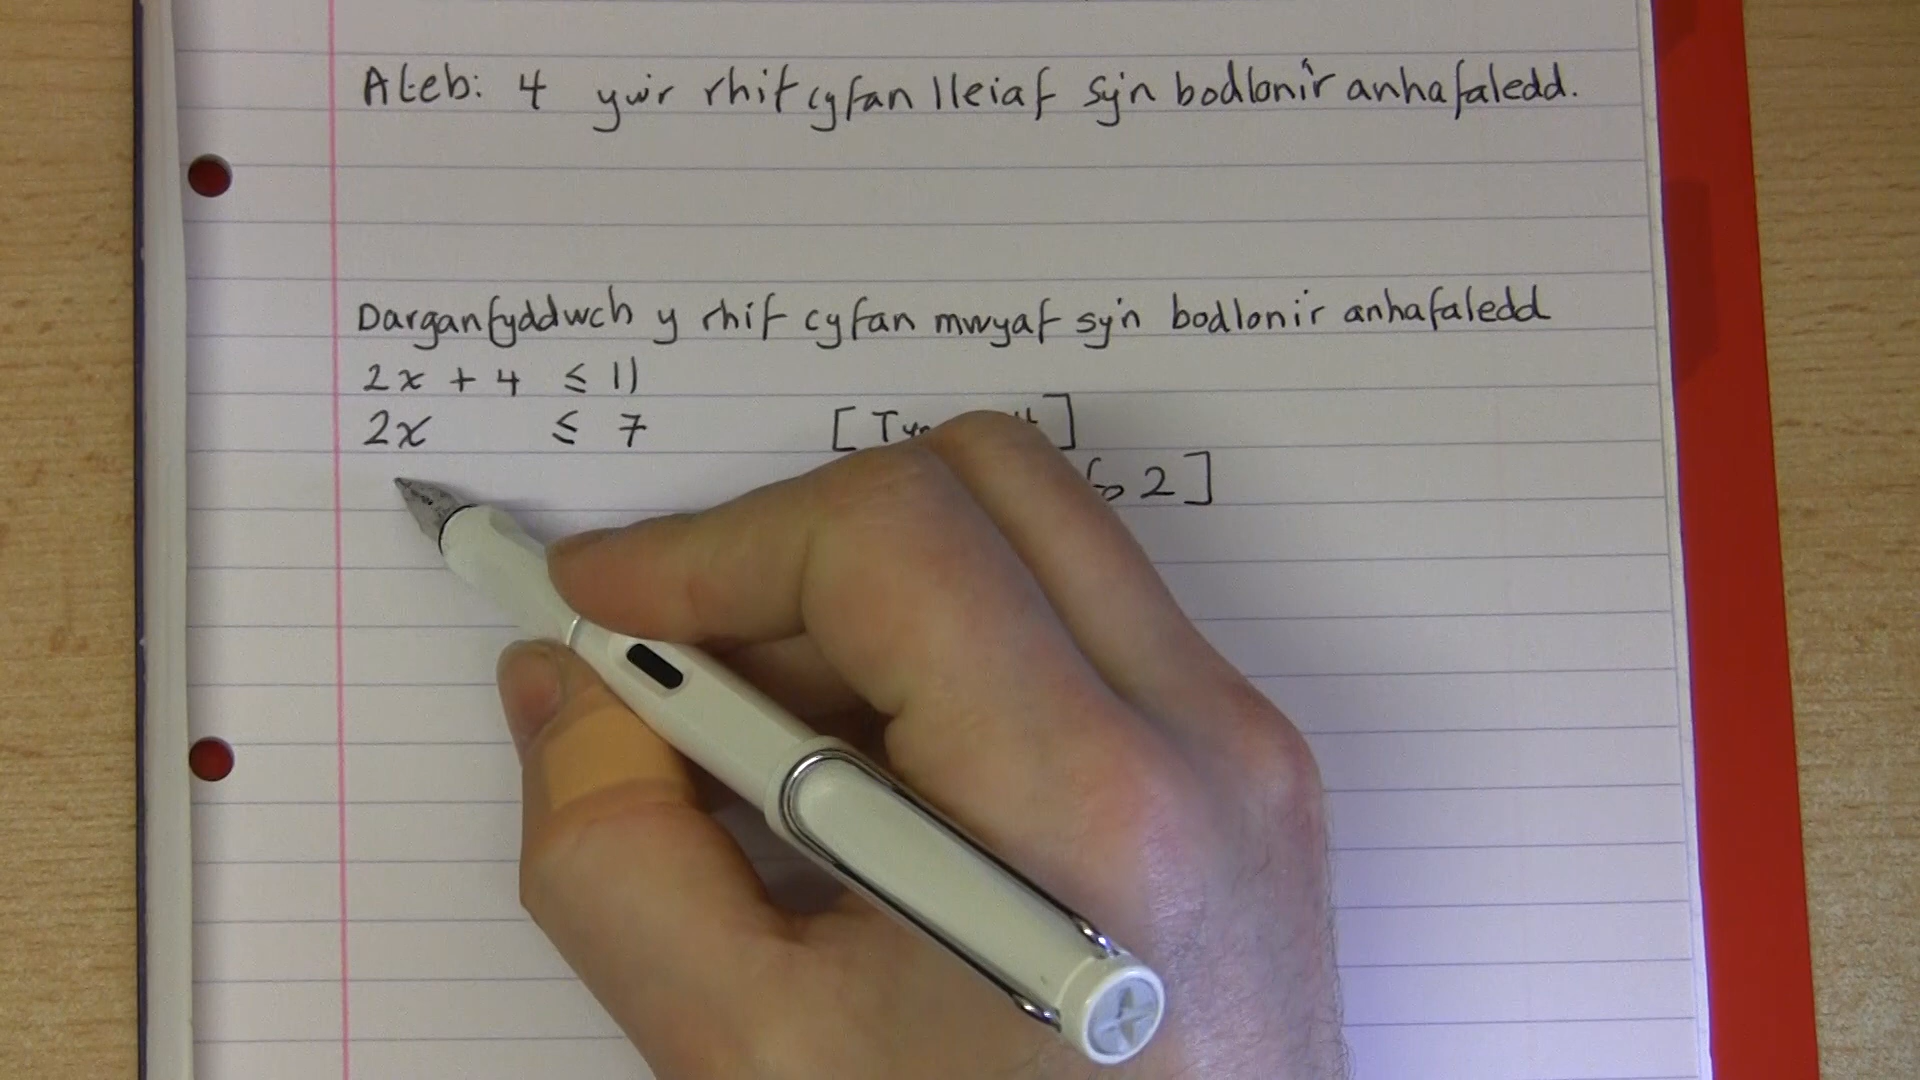 Ateb: 4 yw'r rhif cyfan lleiaf sy'n bodloni'r anhafaledd.
Darganfyddwch y rhif cyfan mwyaf sy'n bodloni'r anhafaledd
2x + 4 ≤ 11
2x ≤ 7 [ ]
2]